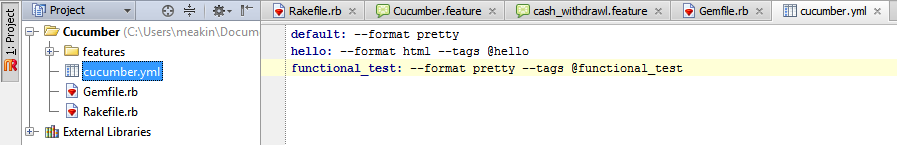 1: Project
Project
Rakefile.rb
Cucumber.feature
cash_withdrawl.feature
Gemfile.rb
cucumber.yml
Cucumber (C:\Users\meakin\Docum
features
cucumber.yml
Gemfile.rb
Rakefile.rb
External Libraries
default: --format pretty
hello: --format html --tags @hello
functional_test: --format pretty --tags @functional_test